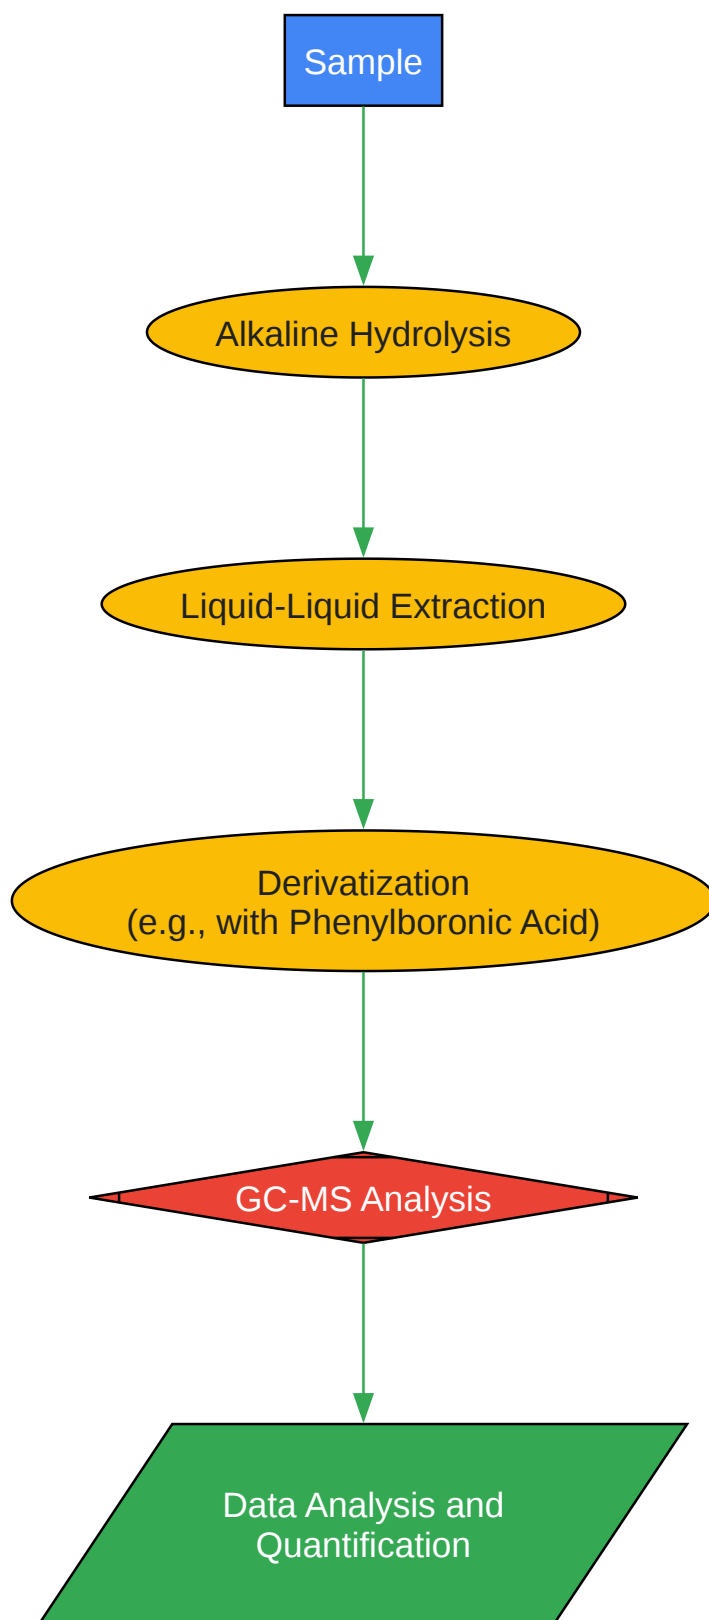 Sample
Alkaline Hydrolysis
Liquid-Liquid Extraction
Derivatization
(e.g., with Phenylboronic Acid)
GC-MS Analysis
Data Analysis and
Quantification